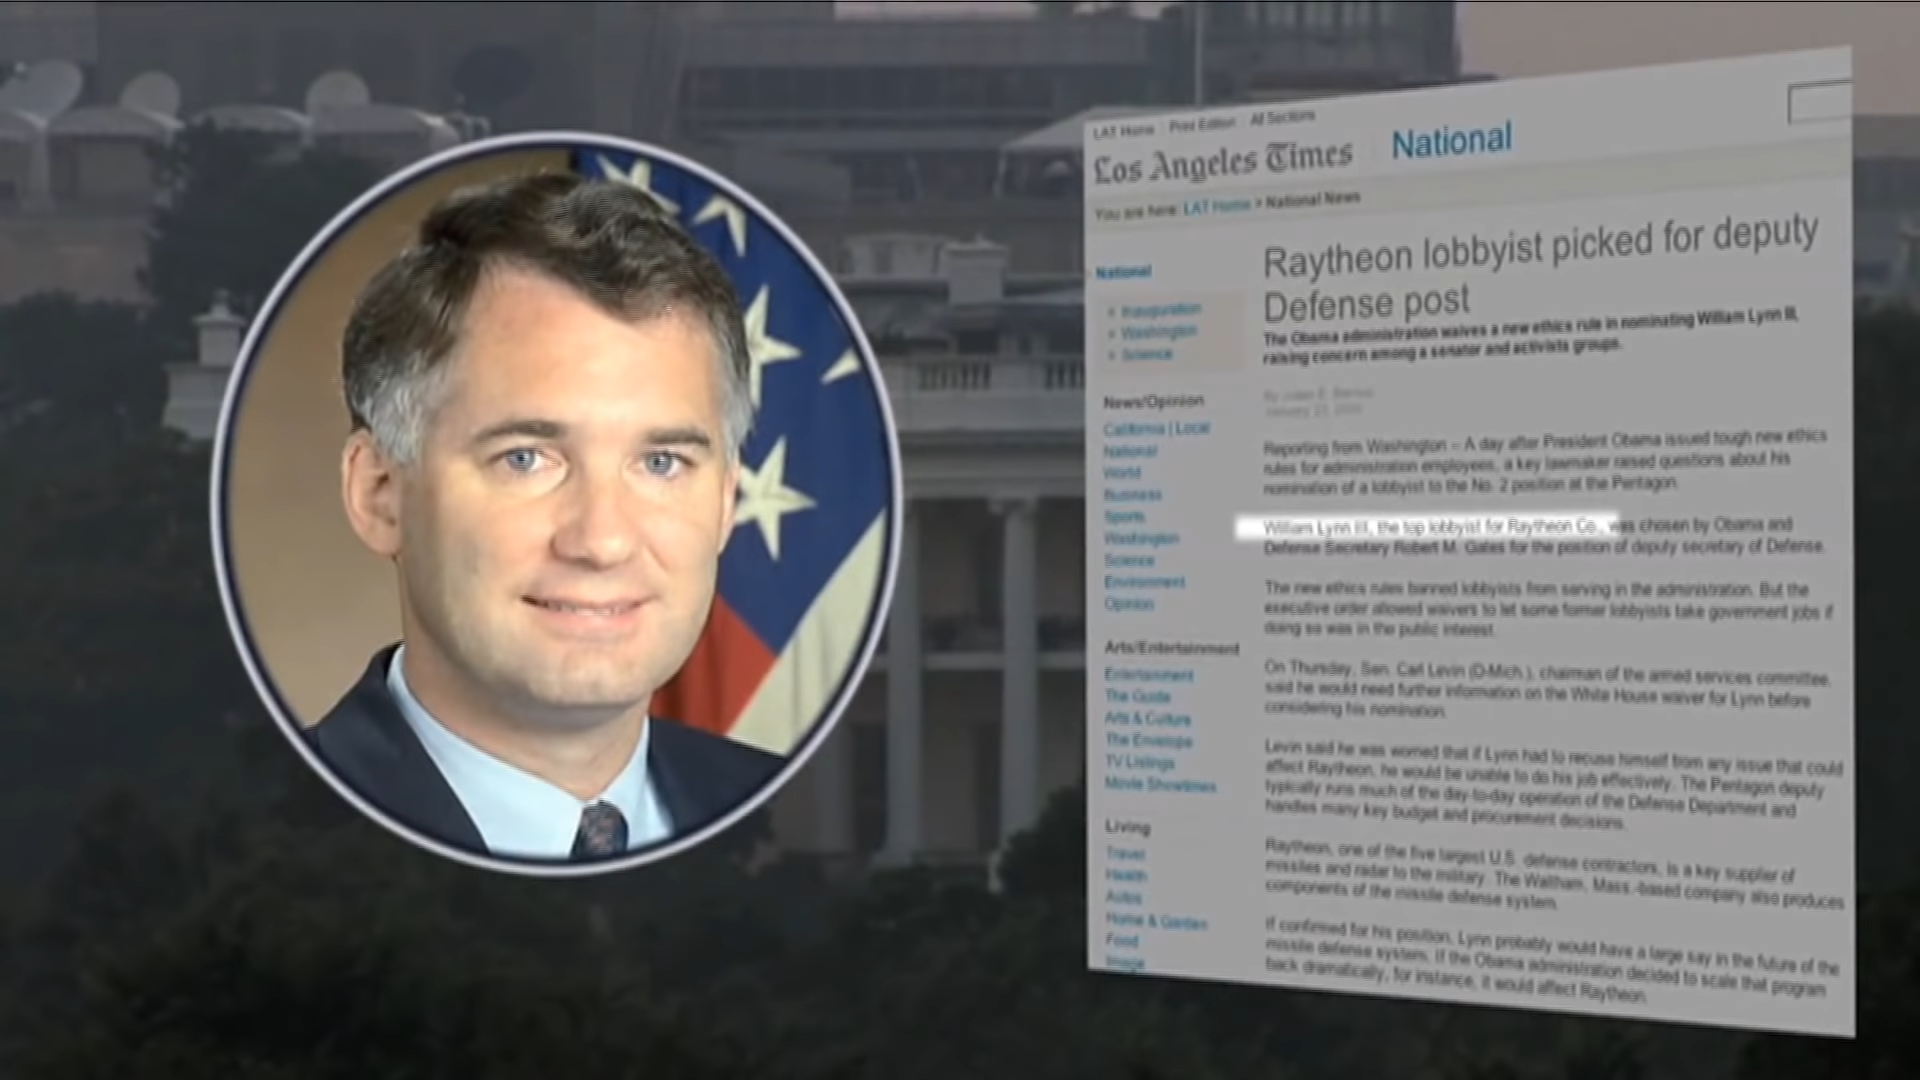 LAT Home Print Edition All Sections
Los Angeles Times National
You are here: LAT Home > National News
Raytheon lobbyist picked for deputy
Defense post
The Obama administration waives a new ethics rule in nominating William Lynn III,
raising concern among a senator and activists groups.
National
Inauguration
Washington
Science
January 23, 2009
News/Opinion
California | Local
National
World
Business
Sports
Washington
Science
Environment
Opinion
Arts/Entertainment
Entertainment
The Guide
Arts & Culture
The Envelope
TV Listings
Movie Showtimes
Living
Travel
Health
Autos
Home & Garden
Food
Image
Reporting from Washington -- A day after President Obama issued tough new ethics
rules for administration employees, a key lawmaker raised questions about his
nomination of a lobbyist to the No. 2 position at the Pentagon.
William Lynn III, the top lobbyist for Raytheon Co., was chosen by Obama and
Defense Secretary Robert M. Gates for the position of deputy secretary of Defense.
The new ethics rules banned lobbyists from serving in the administration. But the
executive order allowed waivers to let some former lobbyists take government jobs if
doing so was in the public interest.
On Thursday, Sen. Carl Levin (D-Mich.), chairman of the armed services committee,
said he would need further information on the White House waiver for Lynn before
considering his nomination.
Levin said he was worried that if Lynn had to recuse himself from any issue that could
affect Raytheon, he would be unable to do his job effectively. The Pentagon deputy
typically runs much of the day-to-day operation of the Defense Department and
handles many key budget and procurement decisions.
Raytheon, one of the five largest U.S. defense contractors, is a key supplier of
missiles and radar to the military. The Waltham, Mass.-based company also produces
components of the missile defense system.
If confirmed for his position, Lynn probably would have a large say in the future of the
missile defense system. If the Obama administration decided to scale that program
back dramatically, for instance, it would affect Raytheon.